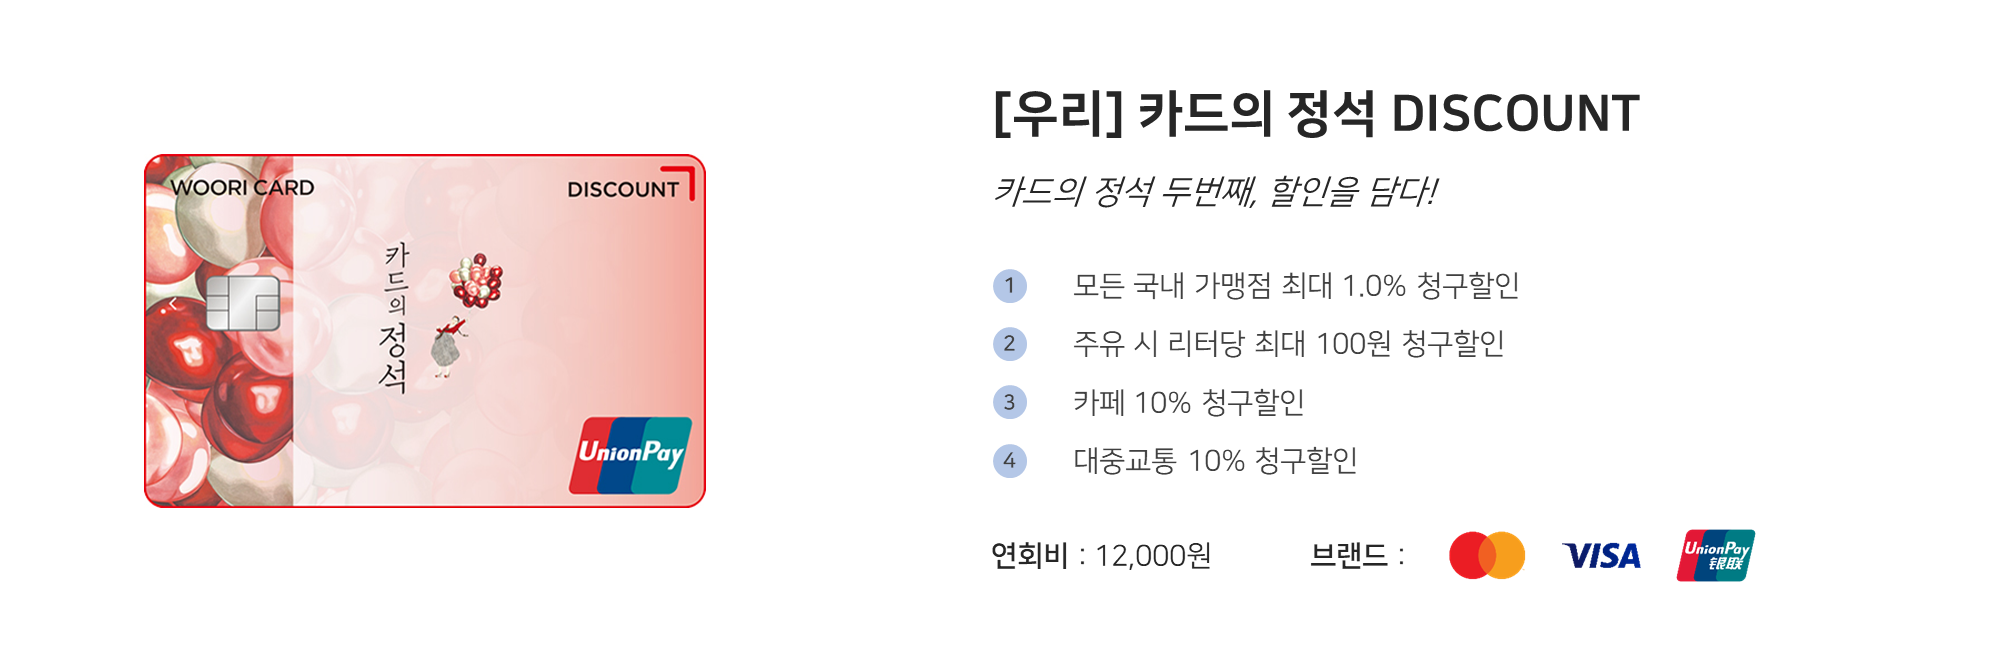 WOORI CARD
DISCOUNT
카드의정석
UnionPay
[우리] 카드의 정석 DISCOUNT
카드의 정석 두번째, 할인을 담다!
1 모든 국내 가맹점 최대 1.0% 청구할인
2 주유 시 리터당 최대 100원 청구할인
3 카페 10% 청구할인
4 대중교통 10% 청구할인
연회비 : 12,000원 브랜드 : VISA UnionPay
银联